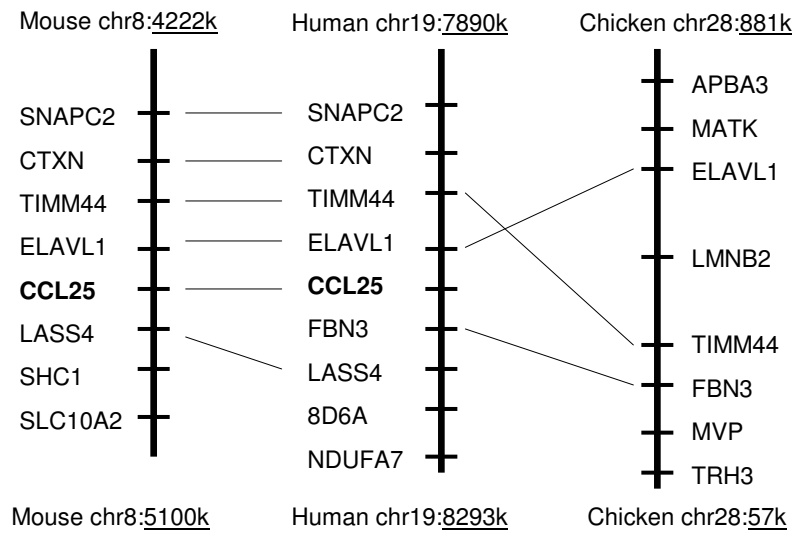 Mouse chr8:4222k
Human chr19:7890k
Chicken chr28:881k
SNAPC2
CTXN
TIMM44
ELAVL1
CCL25
LASS4
SHC1
SLC10A2
SNAPC2
CTXN
TIMM44
ELAVL1
CCL25
FBN3
LASS4
8D6A
NDUFA7
APBA3
MATK
ELAVL1
LMNB2
TIMM44
FBN3
MVP
TRH3
Mouse chr8:5100k
Human chr19:8293k
Chicken chr28:57k